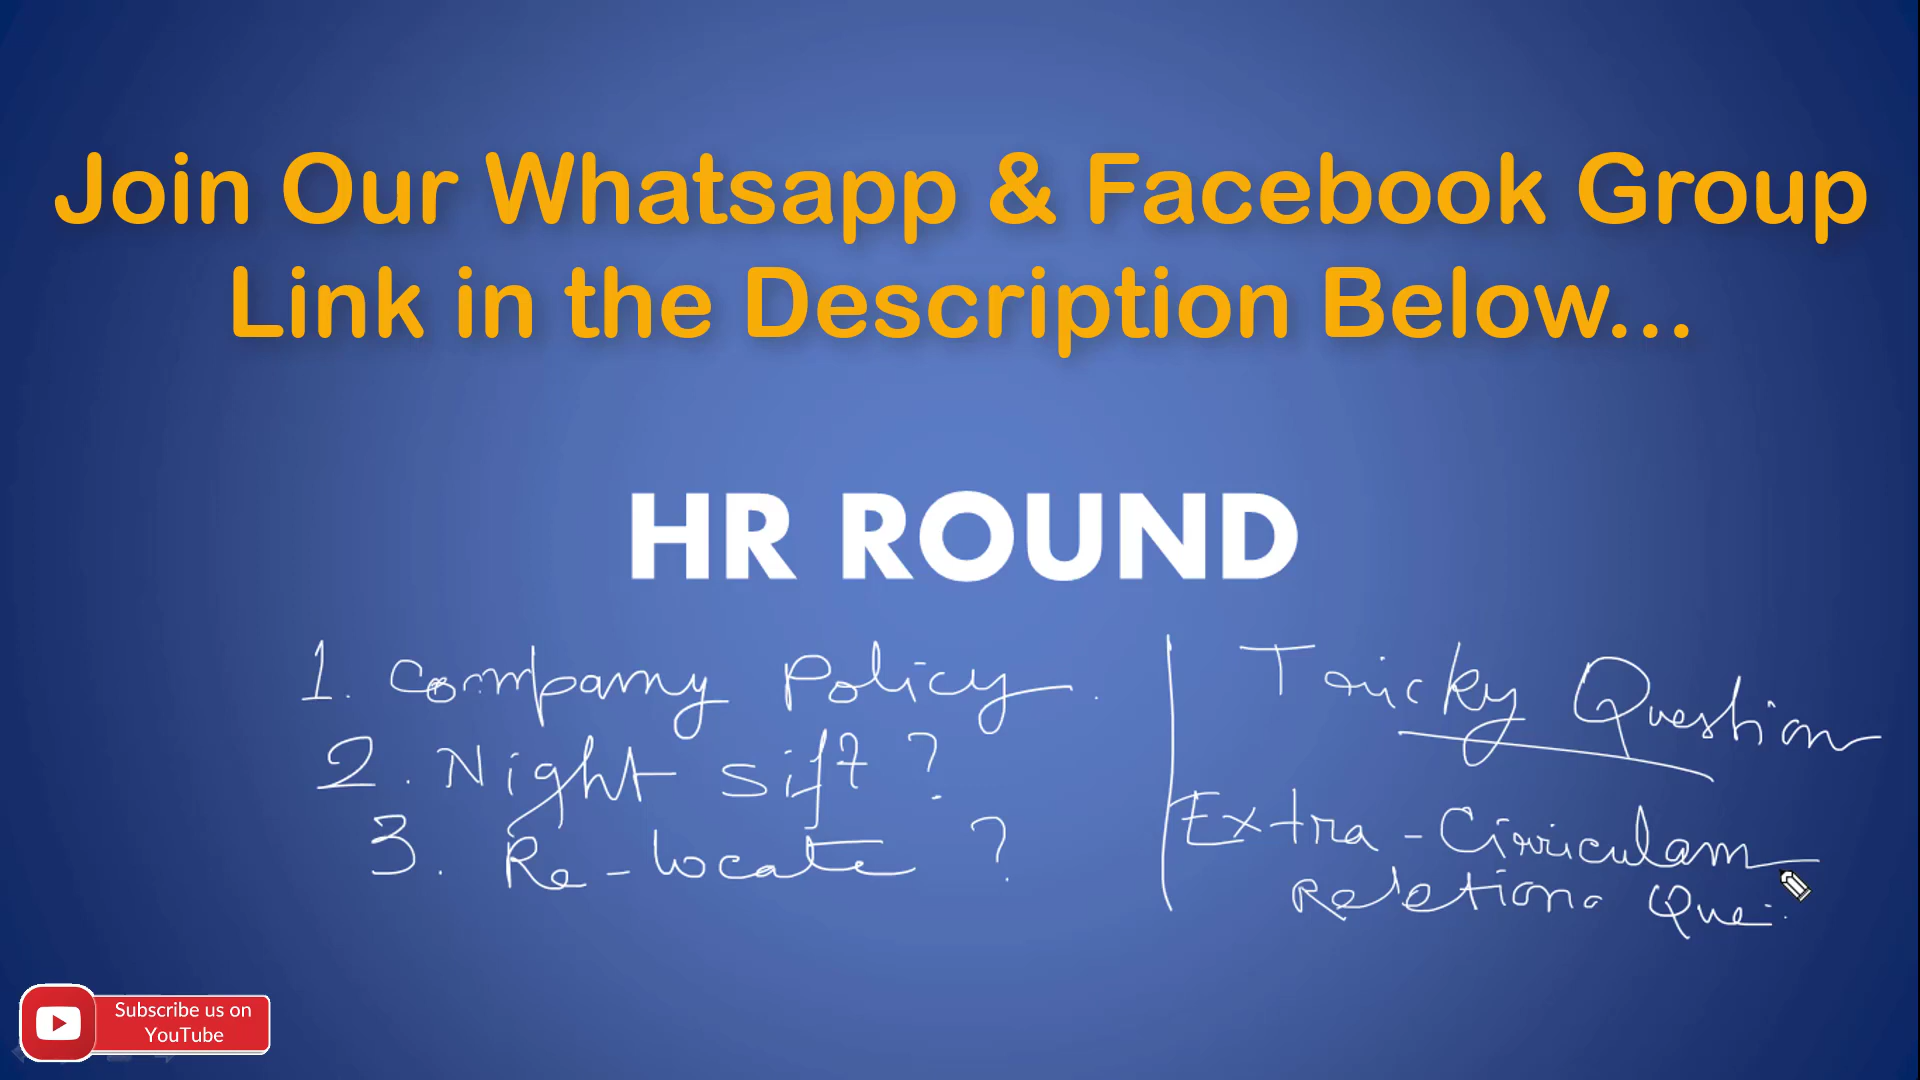 Join Our Whatsapp & Facebook Group
Link in the Description Below...
HR ROUND
1. Company Policy.
2. Night Sift ?
3. Re-locate ?
Tricky Question
Extra-Cirriculam
Relation Que
Subscribe us on
YouTube